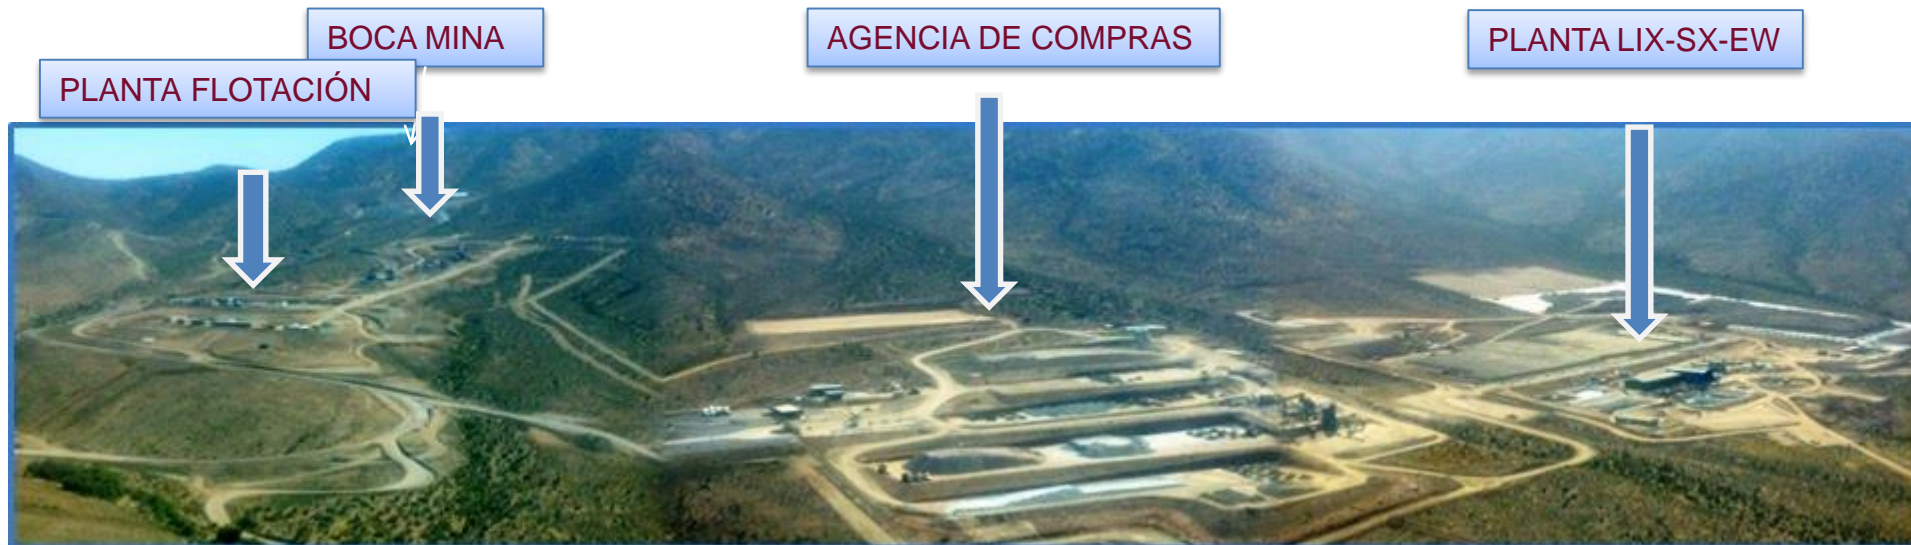 BOCA MINA
AGENCIA DE COMPRAS
PLANTA LIX-SX-EW
PLANTA FLOTACIÓN